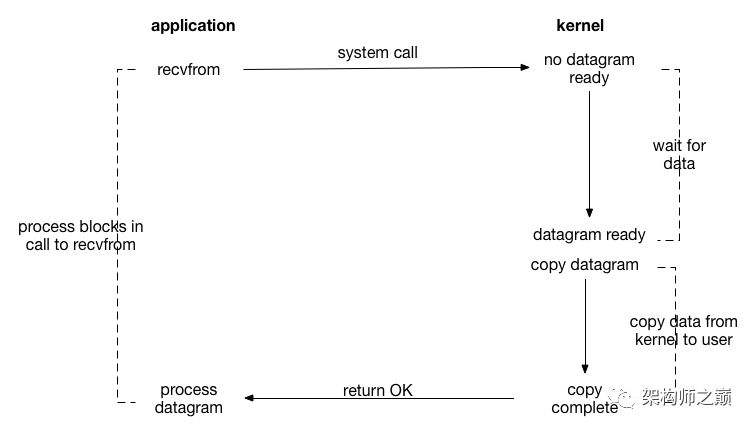 application
kernel
system call
recvfrom
no datagram
ready
wait for
data
process blocks in
call to recvfrom
datagram ready
copy datagram
copy data from
kernel to user
process
datagram
return OK
copy
complete
架构师之巅